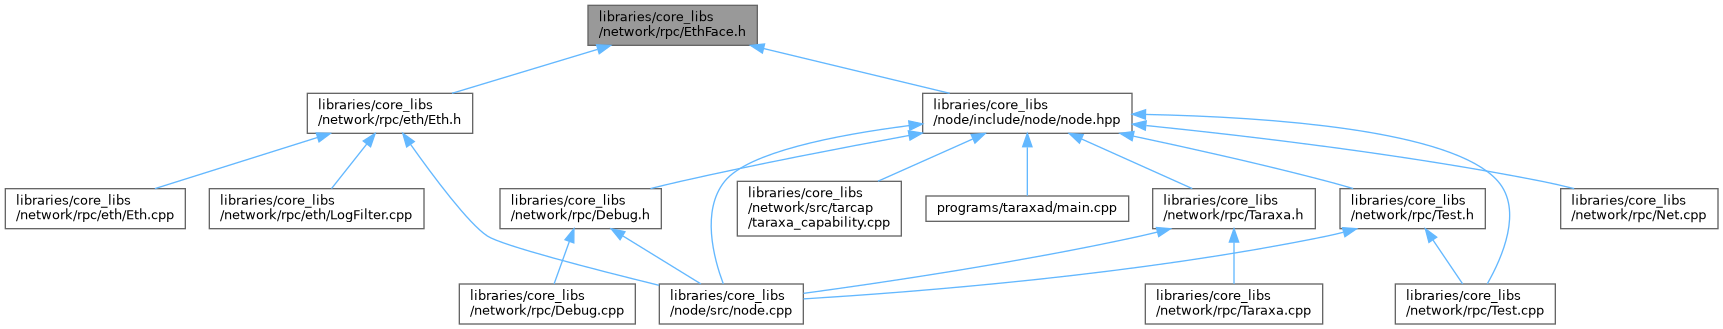 libraries/core_libs
/network/rpc/EthFace.h
libraries/core_libs
/network/rpc/eth/Eth.h
libraries/core_libs
/node/include/node/node.hpp
libraries/core_libs
/network/rpc/eth/Eth.cpp
libraries/core_libs
/network/rpc/eth/LogFilter.cpp
libraries/core_libs
/network/rpc/Debug.h
libraries/core_libs
/network/src/tarcap
/taraxa_capability.cpp
programs/taraxad/main.cpp
libraries/core_libs
/network/rpc/Taraxa.h
libraries/core_libs
/network/rpc/Test.h
libraries/core_libs
/network/rpc/Net.cpp
libraries/core_libs
/network/rpc/Debug.cpp
libraries/core_libs
/node/src/node.cpp
libraries/core_libs
/network/rpc/Taraxa.cpp
libraries/core_libs
/network/rpc/Test.cpp